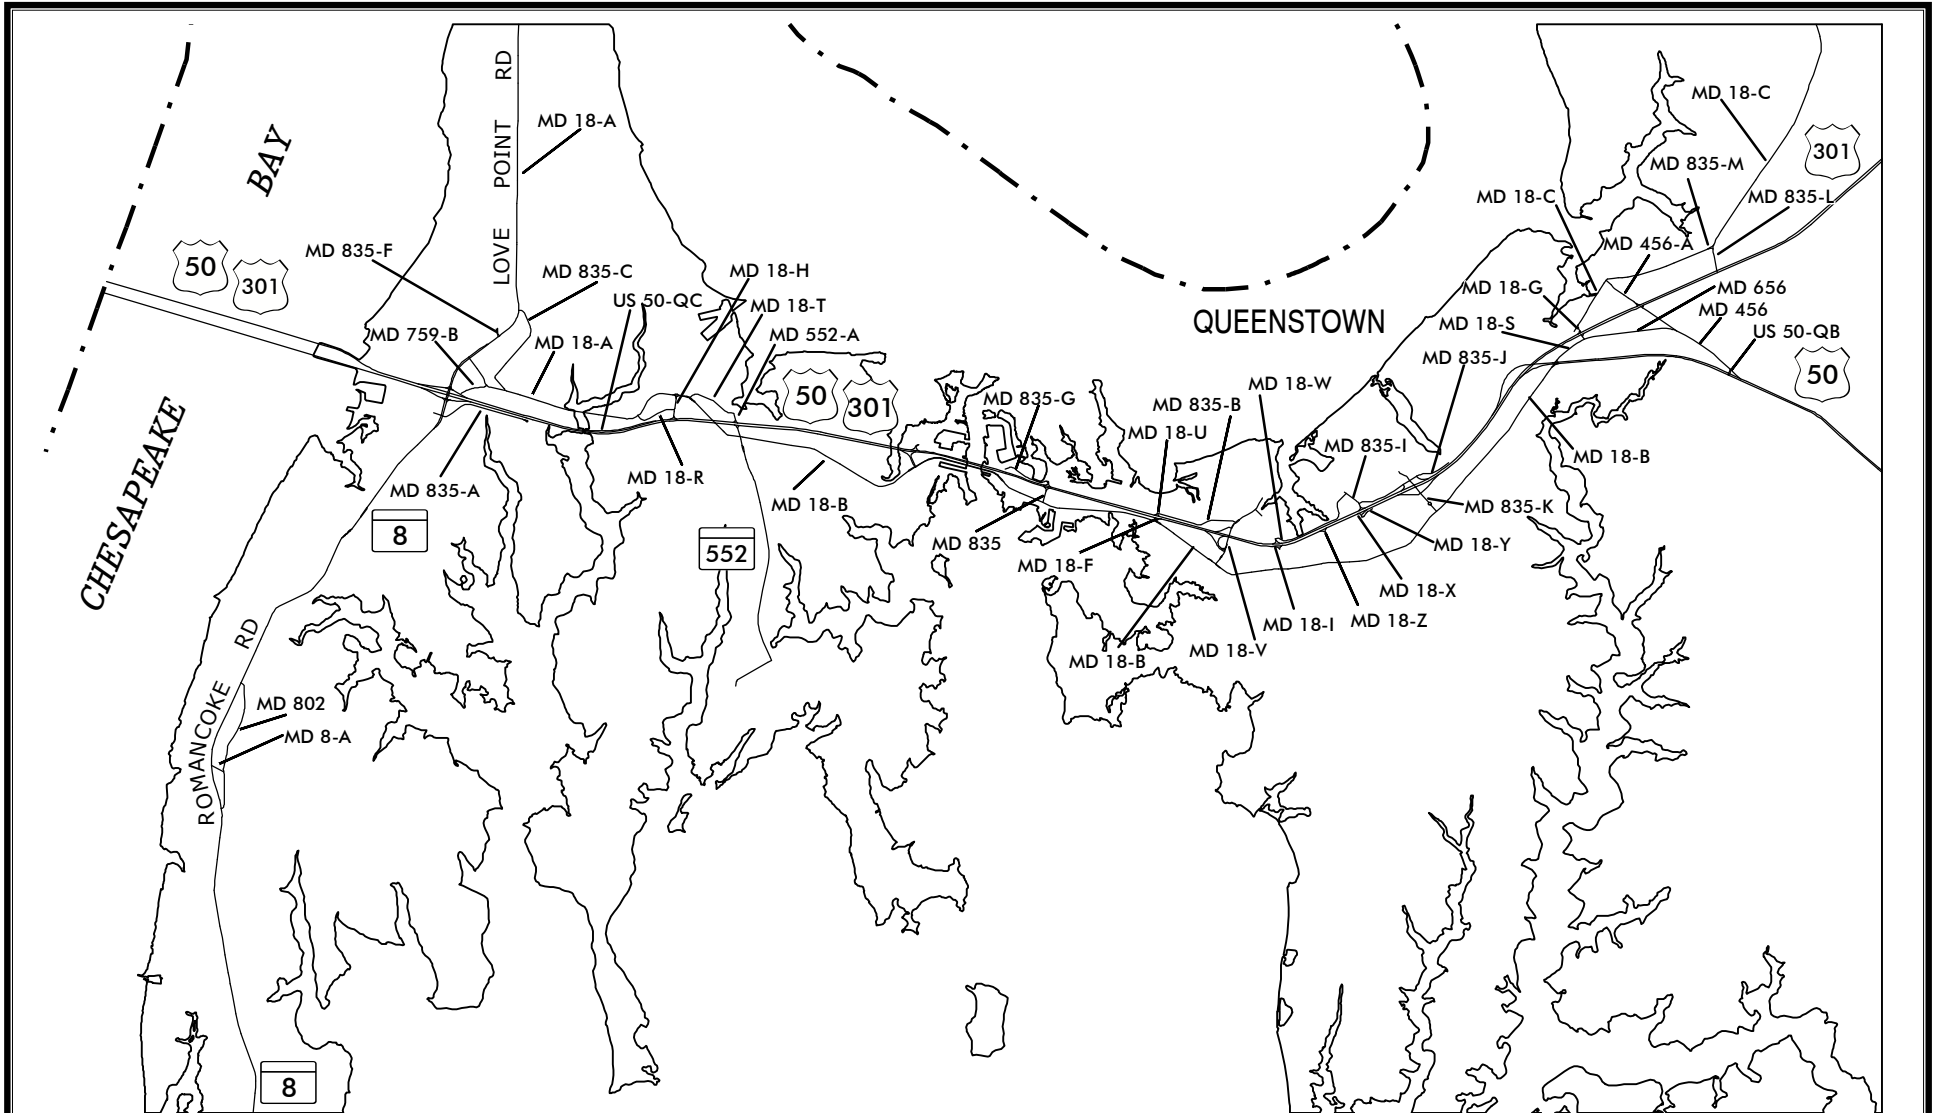 MD 18-C
301
LOVE POINT RD
MD 18-A
BAY
MD 835-M
MD 18-C
MD 835-L
50
301
MD 835-F
MD 835-C
MD 18-H
MD 456-A
US 50-QC
MD 18-T
MD 18-G
MD 656
QUEENSTOWN
MD 456
MD 759-B
MD 18-A
MD 552-A
MD 18-S
US 50-QB
MD 835-J
50
50
301
MD 18-W
MD 835-G
MD 835-B
MD 18-U
MD 835-I
MD 18-B
MD 18-R
MD 835-A
MD 18-B
MD 835-K
CHESAPEAKE
8
552
MD 835
MD 18-F
MD 18-Y
MD 18-X
MD 18-I
MD 18-Z
MD 18-V
MD 18-B
ROMANCOKE RD
MD 802
MD 8-A
8